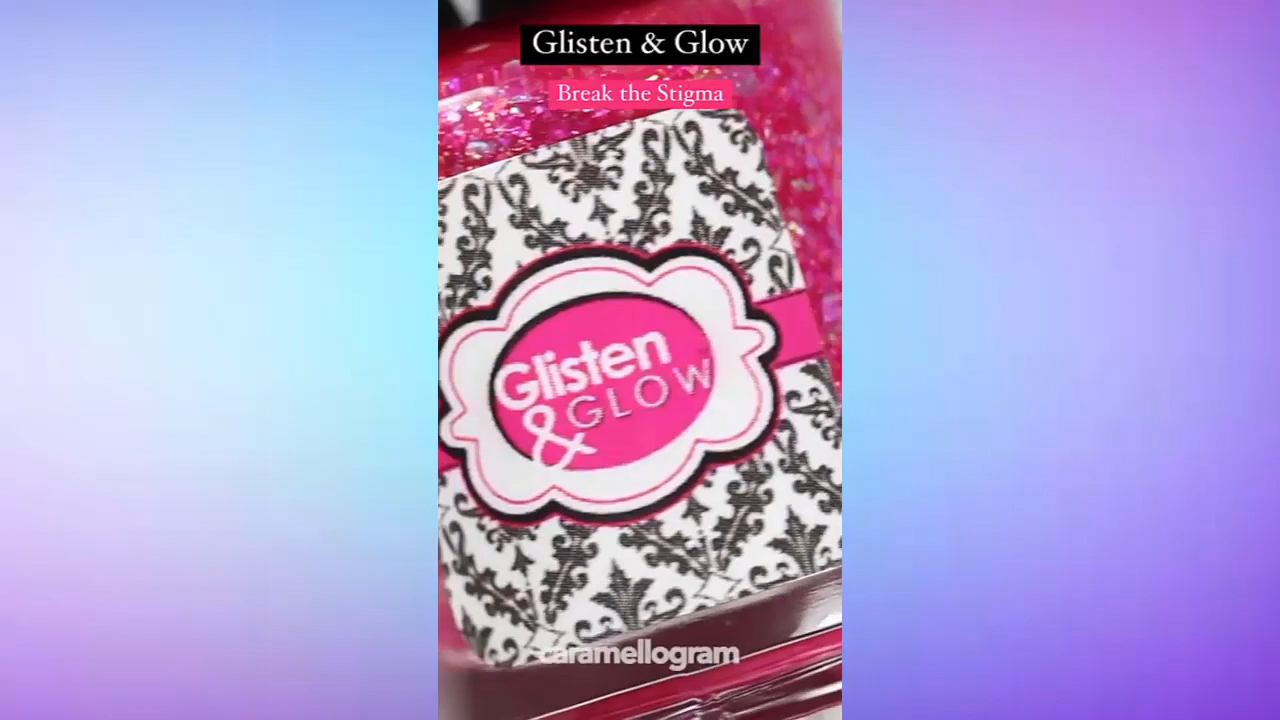 Glisten & Glow
Break the Stigma
Glisten
& GLOW
caramellogram